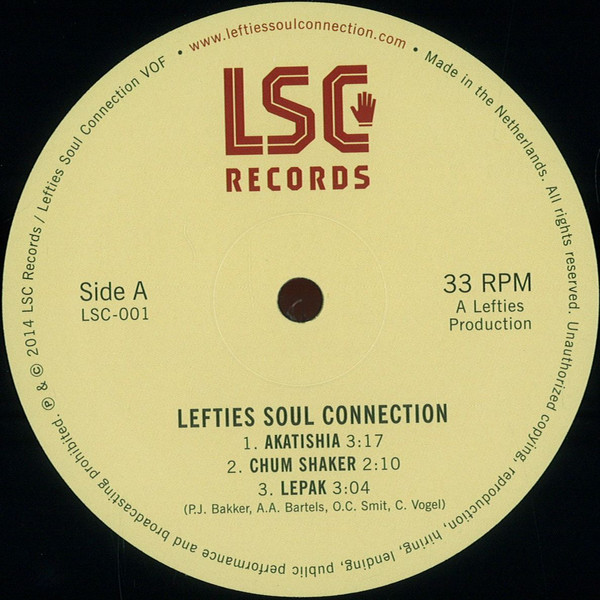 ℗ & © 2014 LSC Records / Lefties Soul Connection VOF • www.leftiessoulconnection.com • Made in the Netherlands. All rights reserved. Unauthorized copying, reproduction, hiring, lending, public performance and broadcasting prohibited.
LSC
RECORDS
Side A
LSC-001
33 RPM
A Lefties
Production
LEFTIES SOUL CONNECTION
1. AKATISHIA 3:17
2. CHUM SHAKER 2:10
3. LEPAK 3:04
(P.J. Bakker, A.A. Bartels, O.C. Smit, C. Vogel)